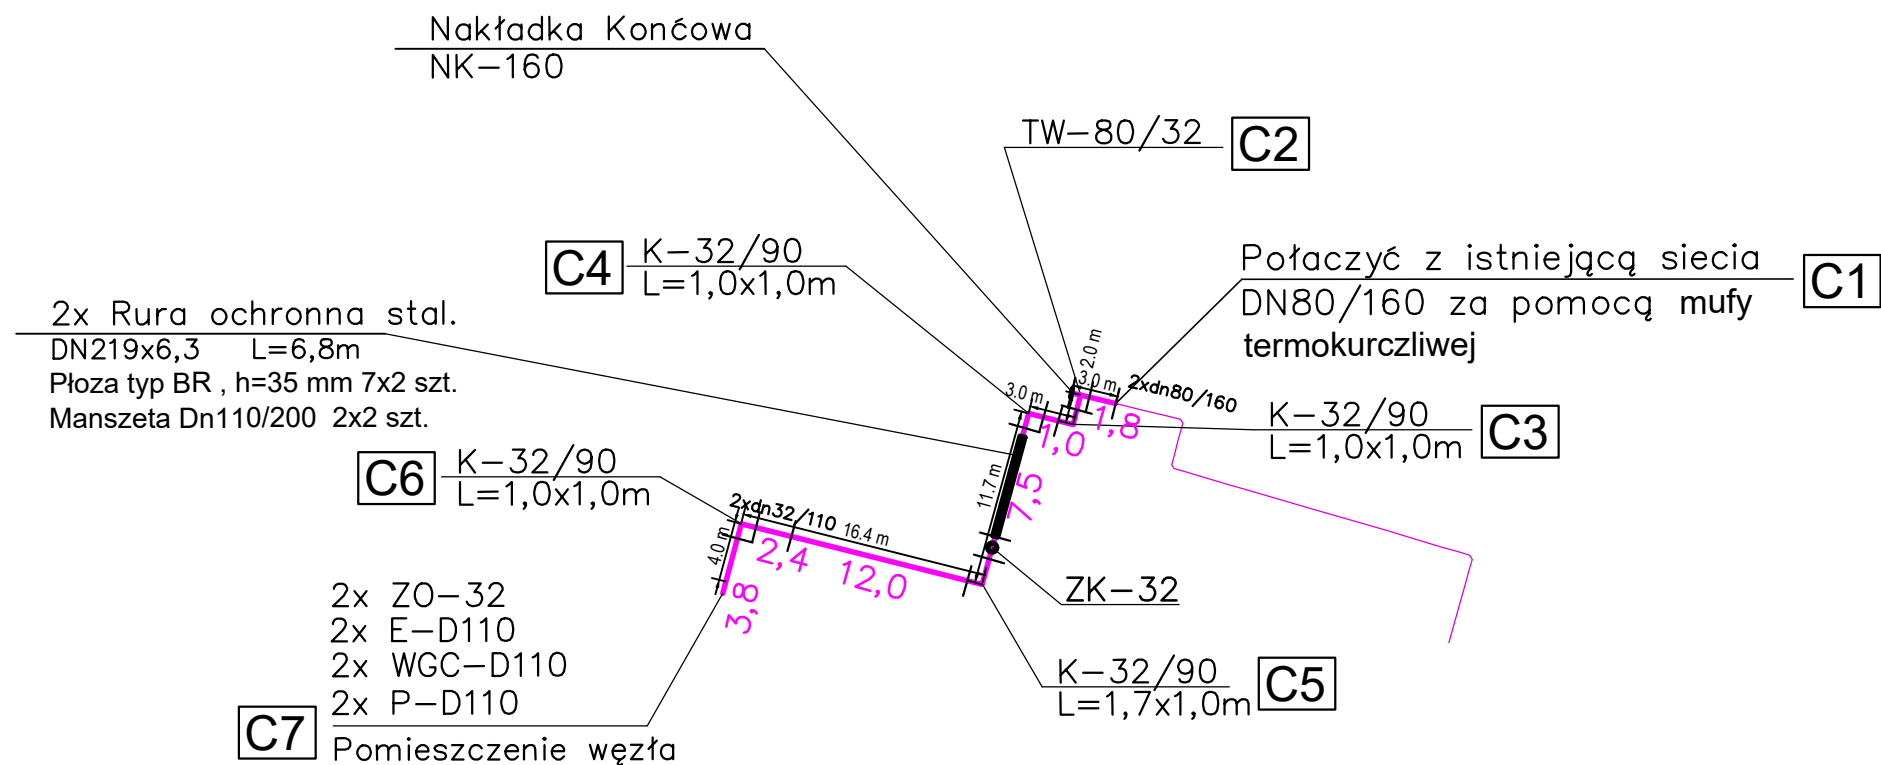 Nakładka Konćowa
NK-160
TW-80/32
C2
C4
K-32/90
L=1,0x1,0m
Połaczyć z istniejącą siecia
DN80/160 za pomocą mufy
termokurczliwej
C1
2x Rura ochronna stal.
DN219x6,3 L=6,8m
Płoza typ BR , h=35 mm 7x2 szt.
Manszeta Dn110/200 2x2 szt.
2.0 m
3.0 m
2xdn80/160
1,8
3.0 m
1,0
K-32/90
L=1,0x1,0m
C3
C6
K-32/90
L=1,0x1,0m
11.7 m
7,5
2xdn32/110
16.4 m
4.0 m
2,4
12,0
3,8
ZK-32
2x ZO-32
2x E-D110
2x WGC-D110
2x P-D110
C7
Pomieszczenie węzła
K-32/90
L=1,7x1,0m
C5